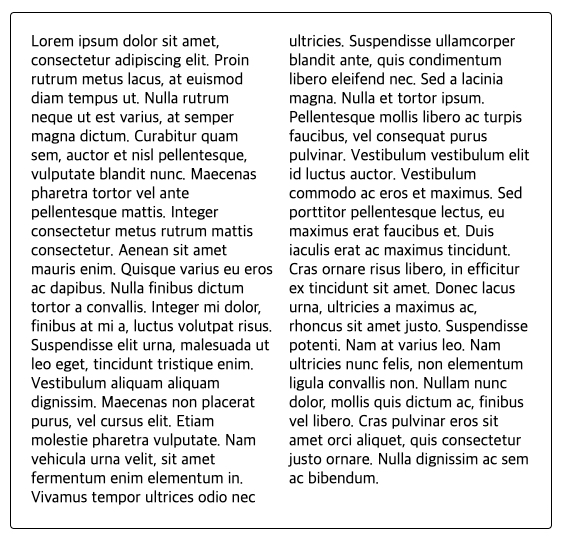 Lorem ipsum dolor sit amet,
consectetur adipiscing elit. Proin
rutrum metus lacus, at euismod
diam tempus ut. Nulla rutrum
neque ut est varius, at semper
magna dictum. Curabitur quam
sem, auctor et nisl pellentesque,
vulputate blandit nunc. Maecenas
pharetra tortor vel ante
pellentesque mattis. Integer
consectetur metus rutrum mattis
consectetur. Aenean sit amet
mauris enim. Quisque varius eu eros
ac dapibus. Nulla finibus dictum
tortor a convallis. Integer mi dolor,
finibus at mi a, luctus volutpat risus.
Suspendisse elit urna, malesuada ut
leo eget, tincidunt tristique enim.
Vestibulum aliquam aliquam
dignissim. Maecenas non placerat
purus, vel cursus elit. Etiam
molestie pharetra vulputate. Nam
vehicula urna velit, sit amet
fermentum enim elementum in.
Vivamus tempor ultrices odio nec
ultricies. Suspendisse ullamcorper
blandit ante, quis condimentum
libero eleifend nec. Sed a lacinia
magna. Nulla et tortor ipsum.
Pellentesque mollis libero ac turpis
faucibus, vel consequat purus
pulvinar. Vestibulum vestibulum elit
id luctus auctor. Vestibulum
commodo ac eros et maximus. Sed
porttitor pellentesque lectus, eu
maximus erat faucibus et. Duis
iaculis erat ac maximus tincidunt.
Cras ornare risus libero, in efficitur
ex tincidunt sit amet. Donec lacus
urna, ultricies a maximus ac,
rhoncus sit amet justo. Suspendisse
potenti. Nam at varius leo. Nam
ultricies nunc felis, non elementum
ligula convallis non. Nullam nunc
dolor, mollis quis dictum ac, finibus
vel libero. Cras pulvinar eros sit
amet orci aliquet, quis consectetur
justo ornare. Nulla dignissim ac sem
ac bibendum.